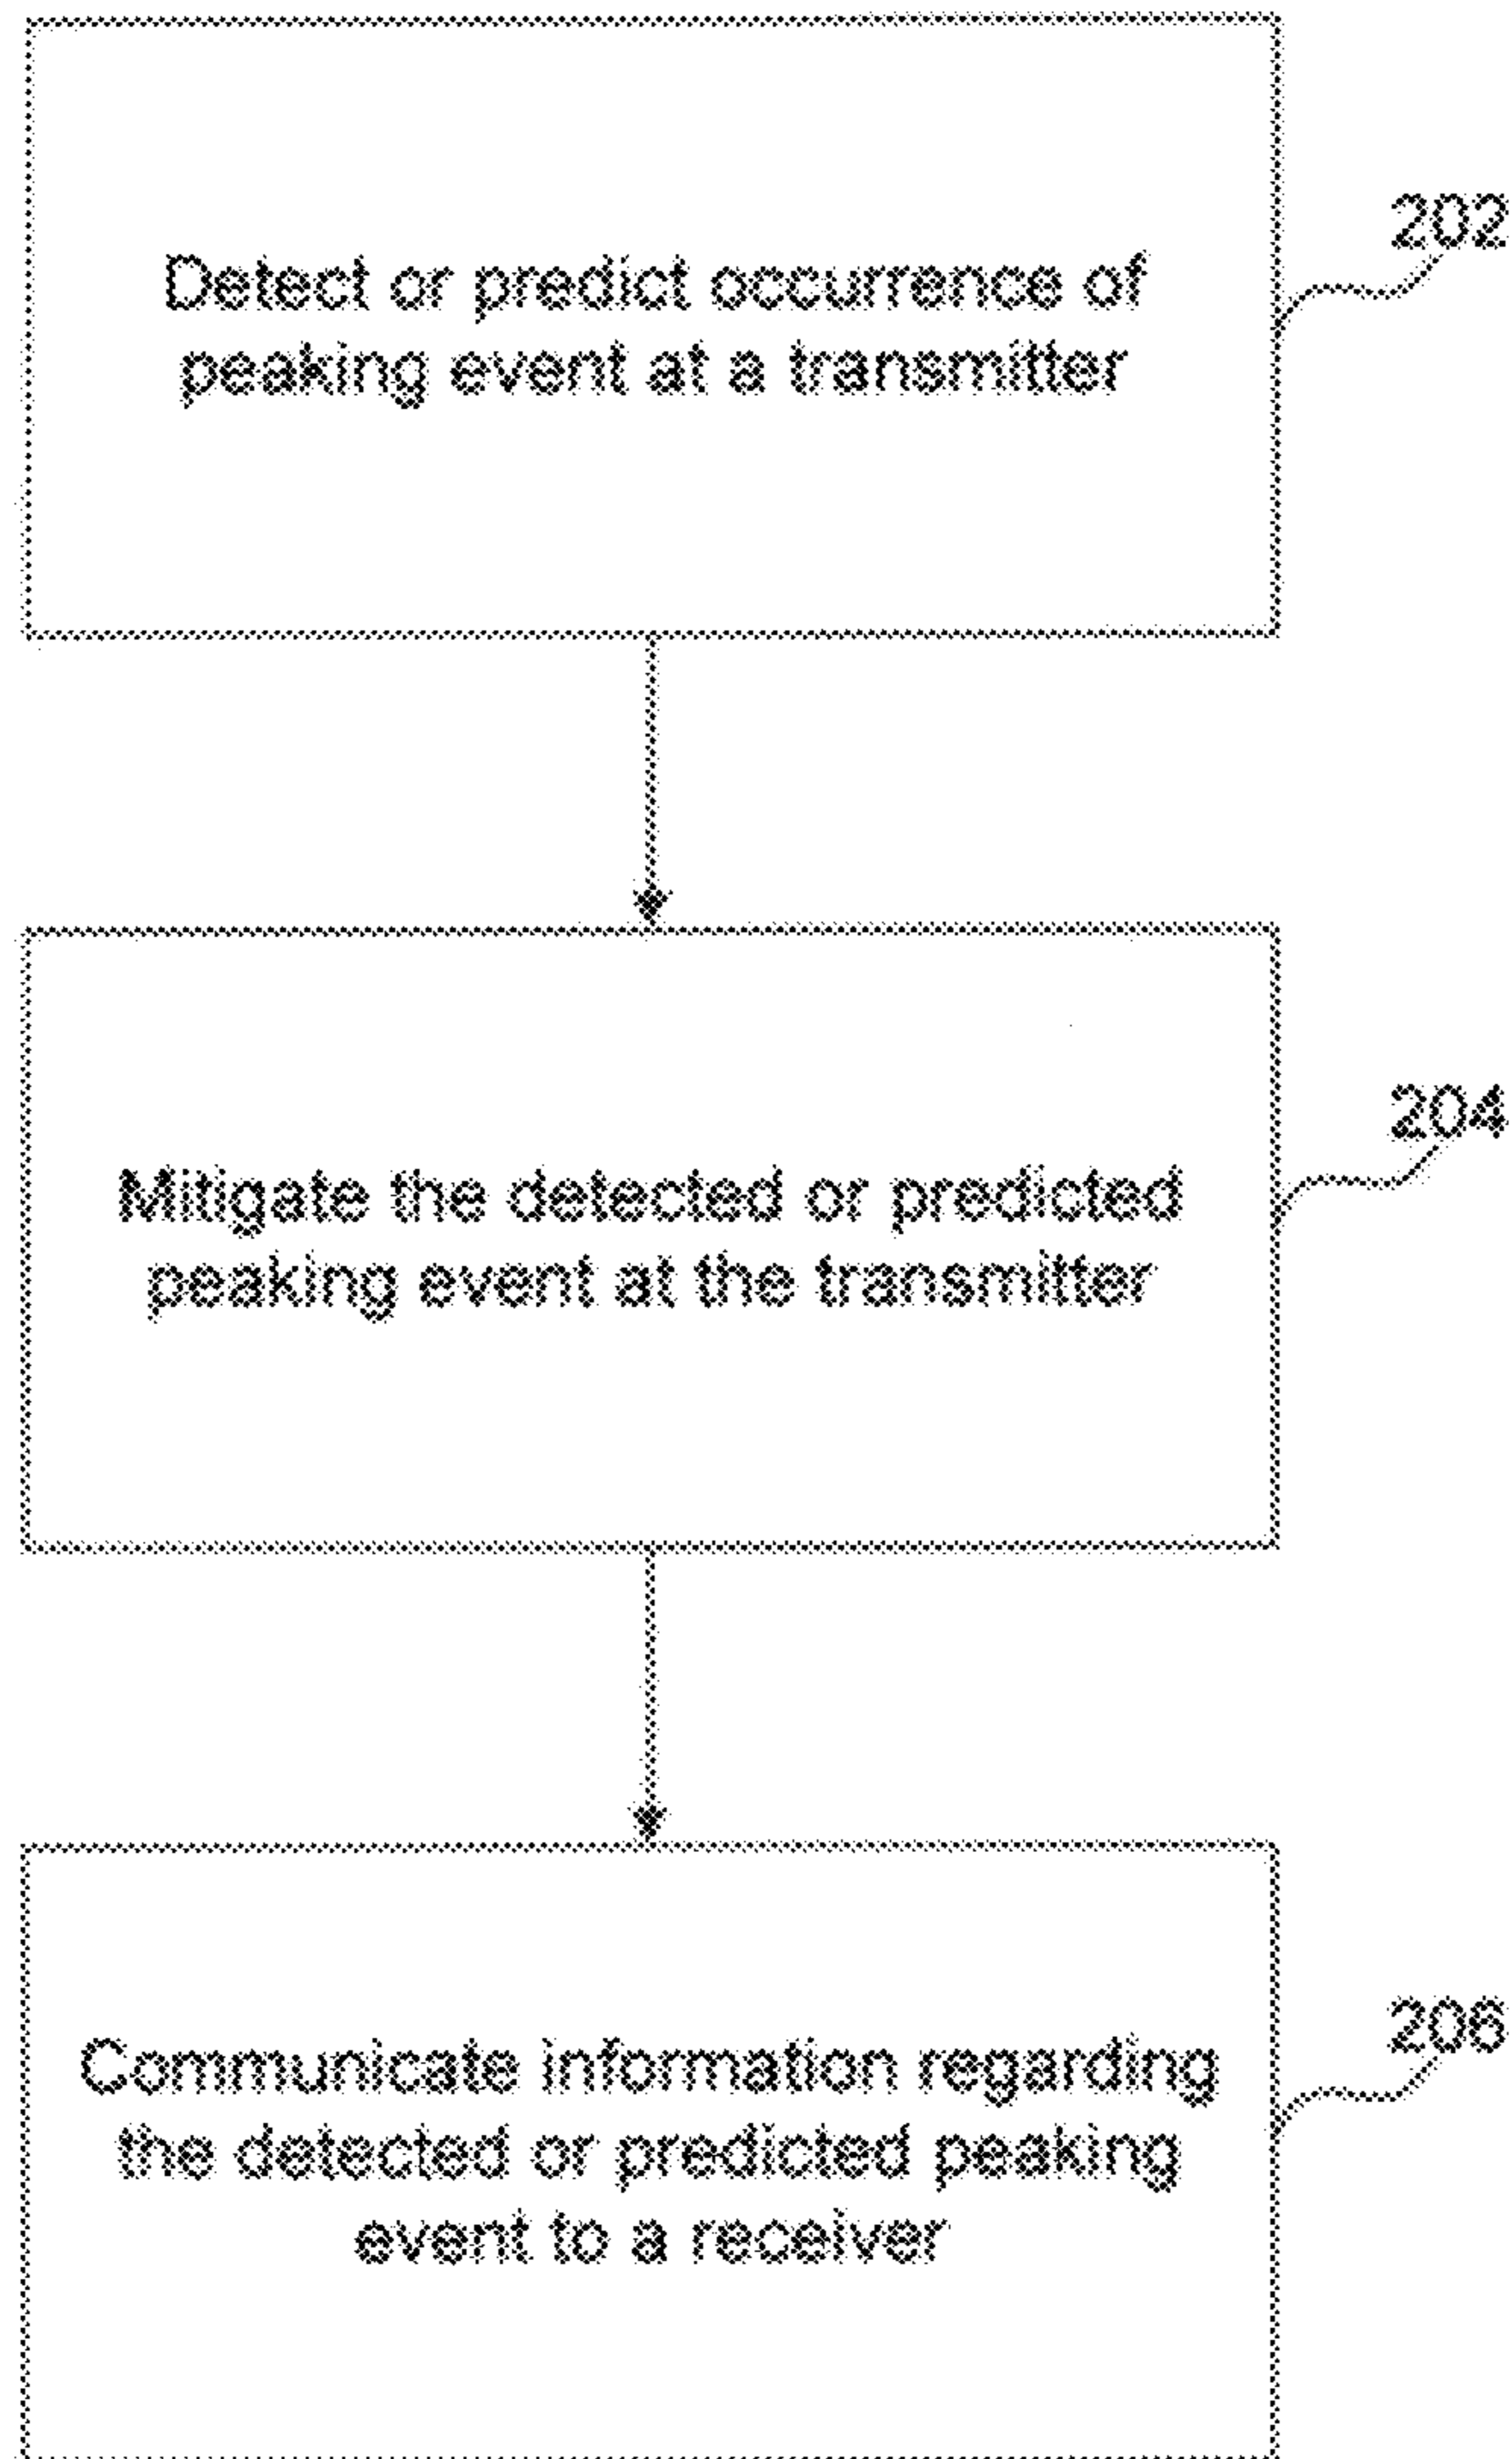 Detect or predict occurrence of
peaking event at a transmitter
202
Mitigate the detected or predicted
peaking event at the transmitter
204
Communicate information regarding
the detected or predicted peaking
event to a receiver
206